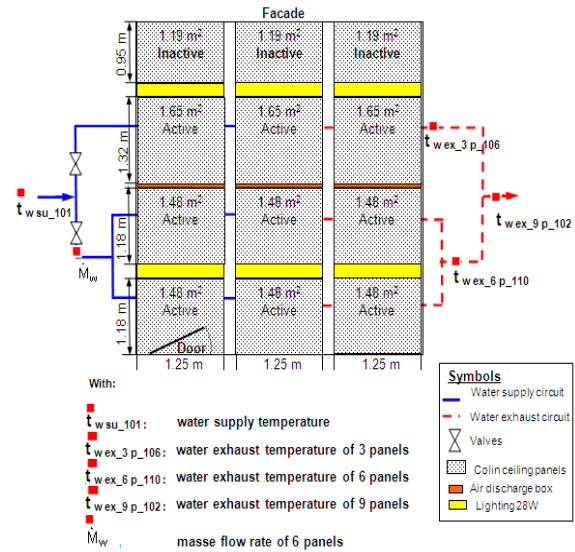 Facade
1.19 m² 1.19 m² 1.19 m²
Inactive Inactive Inactive
0.95 m
1.65 m² 1.65 m² 1.65 m²
Active Active Active
1.32 m
t w ex_3 p_106
t w su_101
1.48 m² 1.48 m² 1.48 m²
Active Active Active
1.18 m
t w ex_9 p_102
Ṁw
t w ex_6 p_110
1.48 m² 1.48 m² 1.48 m²
Active Active Active
1.18 m
Door
1.25 m 1.25 m 1.25 m
With:
t w su_101: water supply temperature
t w ex_3 p_106: water exhaust temperature of 3 panels
t w ex_6 p_110: water exhaust temperature of 6 panels
t w ex_9 p_102: water exhaust temperature of 9 panels
Ṁw masse flow rate of 6 panels
Symbols
Water supply circuit
Water exhaust circuit
Valves
Colin ceiling panels
Air discharge box
Lighting 28W